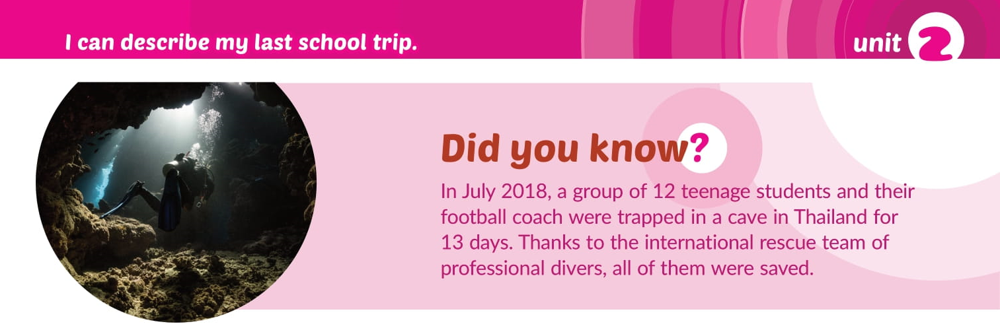 I can describe my last school trip.
unit 2
Did you know?
In July 2018, a group of 12 teenage students and their
football coach were trapped in a cave in Thailand for
13 days. Thanks to the international rescue team of
professional divers, all of them were saved.